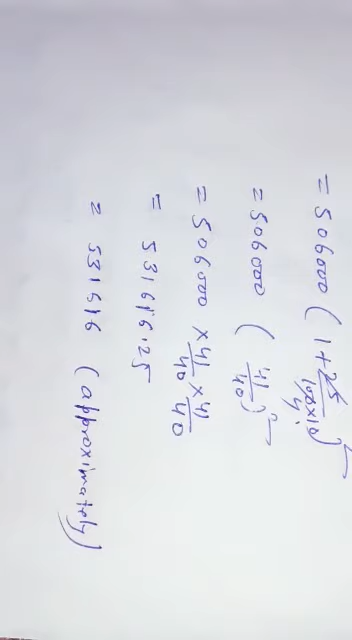 = 506000 ( 1 + 25/100×10 )²
= 506000 ( 41/40 )²
= 506000 × 41/40 × 41/40
= 531616.25
= 531616 (approximately)